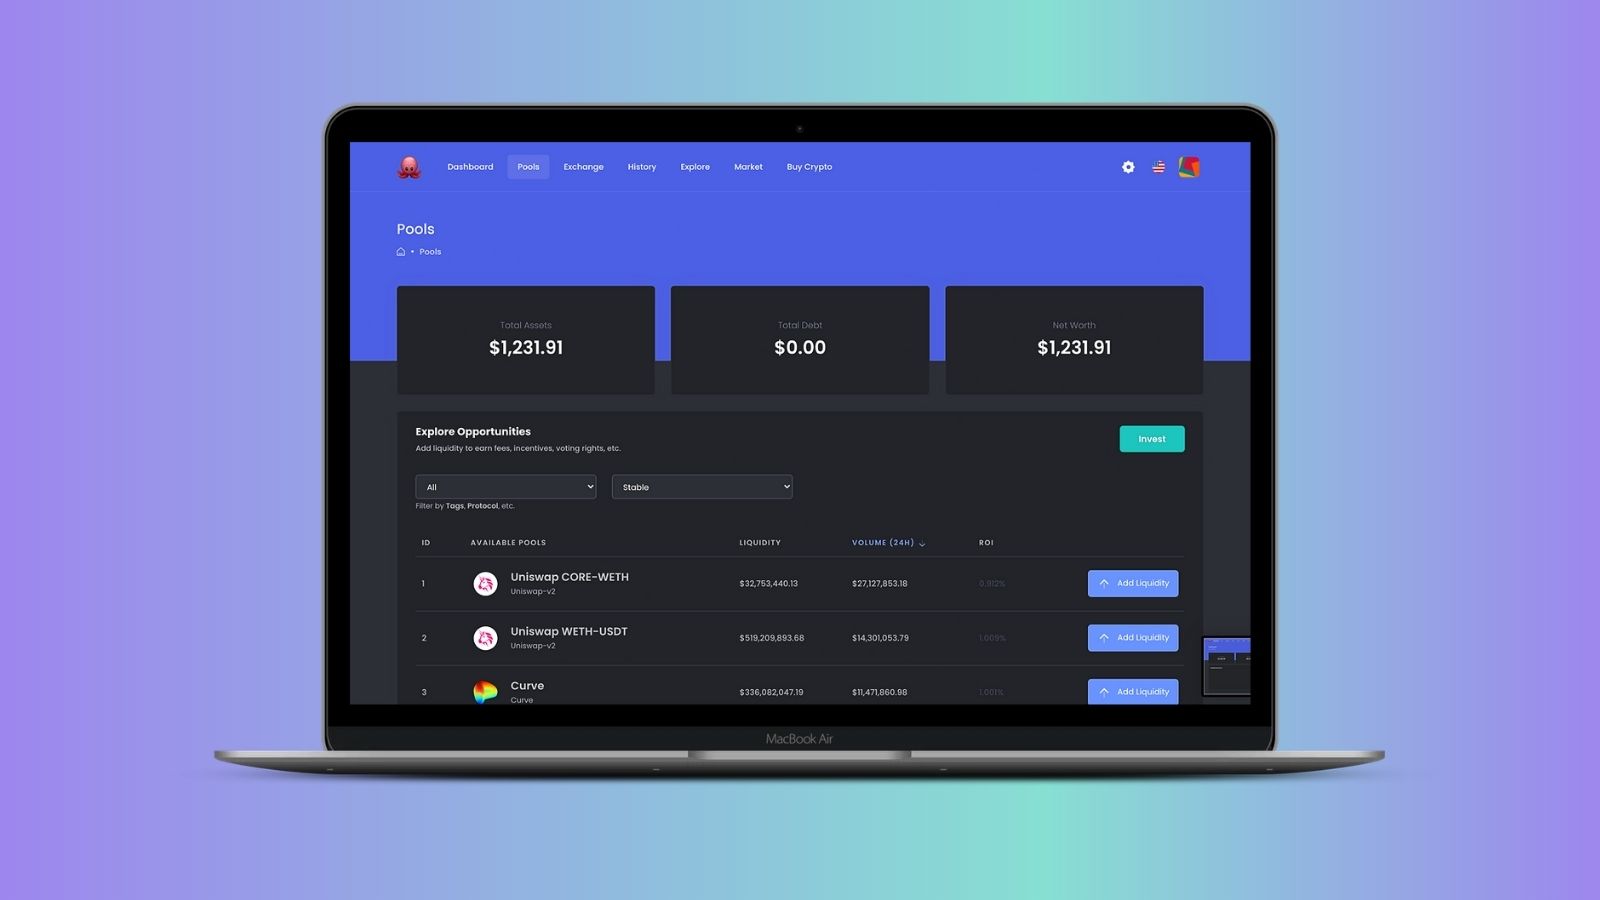 Dashboard Pools Exchange History Explore Market Buy Crypto
Pools
• Pools
Total Assets Total Debt Net Worth
$1,231.91 $0.00 $1,231.91
Explore Opportunities
Add liquidity to earn fees, incentives, voting rights, etc.
Invest
All Stable
Filter by Tags, Protocol, etc.
ID AVAILABLE POOLS LIQUIDITY VOLUME (24H) ROI
1 Uniswap CORE-WETH $32,753,440.13 $27,127,853.18 0.912% Add Liquidity
Uniswap-v2
2 Uniswap WETH-USDT $519,209,893.68 $14,301,053.79 1.009% Add Liquidity
Uniswap-v2
3 Curve $336,082,047.19 $11,471,860.98 1.001% Add Liquidity
Curve
MacBook Air